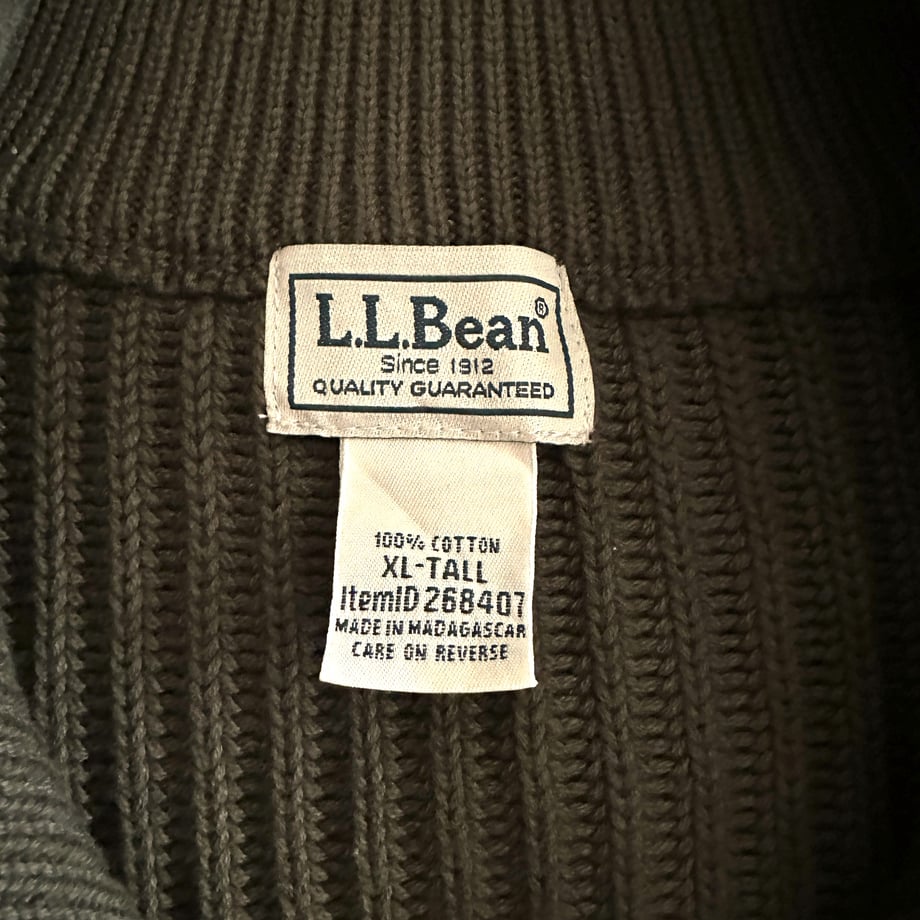 L.L.Bean®
Since 1912
QUALITY GUARANTEED
100% COTTON
XL-TALL
ItemID 268407
MADE IN MADAGASCAR
CARE ON REVERSE